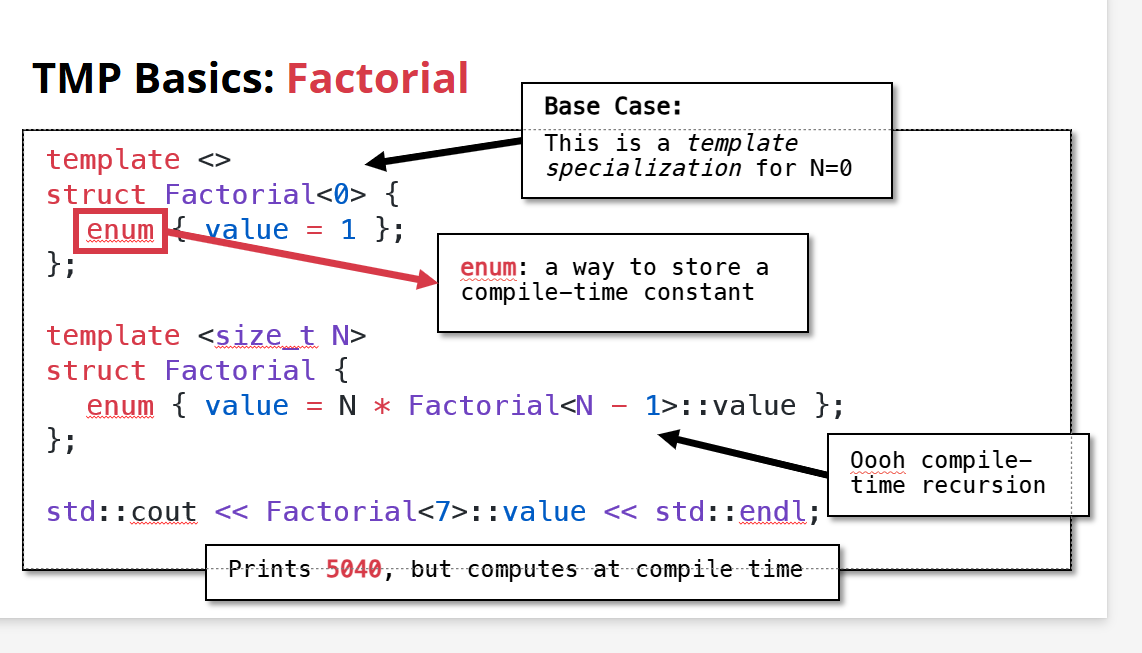 TMP Basics: Factorial
Base Case:
This is a template
specialization for N=0
template <>
struct Factorial<0> {
enum { value = 1 };
};
enum: a way to store a
compile-time constant
template <size_t N>
struct Factorial {
enum { value = N * Factorial<N - 1>::value };
};
Oooh compile-
time recursion
std::cout << Factorial<7>::value << std::endl;
Prints 5040, but computes at compile time